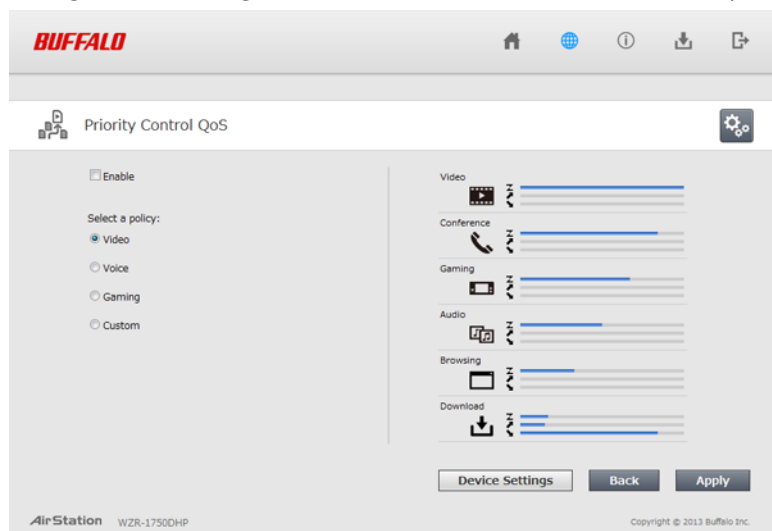 BUFFALO
Priority Control QoS
Enable
Select a policy:
Video
Voice
Gaming
Custom
Video
Conference
Gaming
Audio
Browsing
Download
Device Settings
Back
Apply
AirStation WZR-1750DHP
Copyright © 2013 Buffalo Inc.